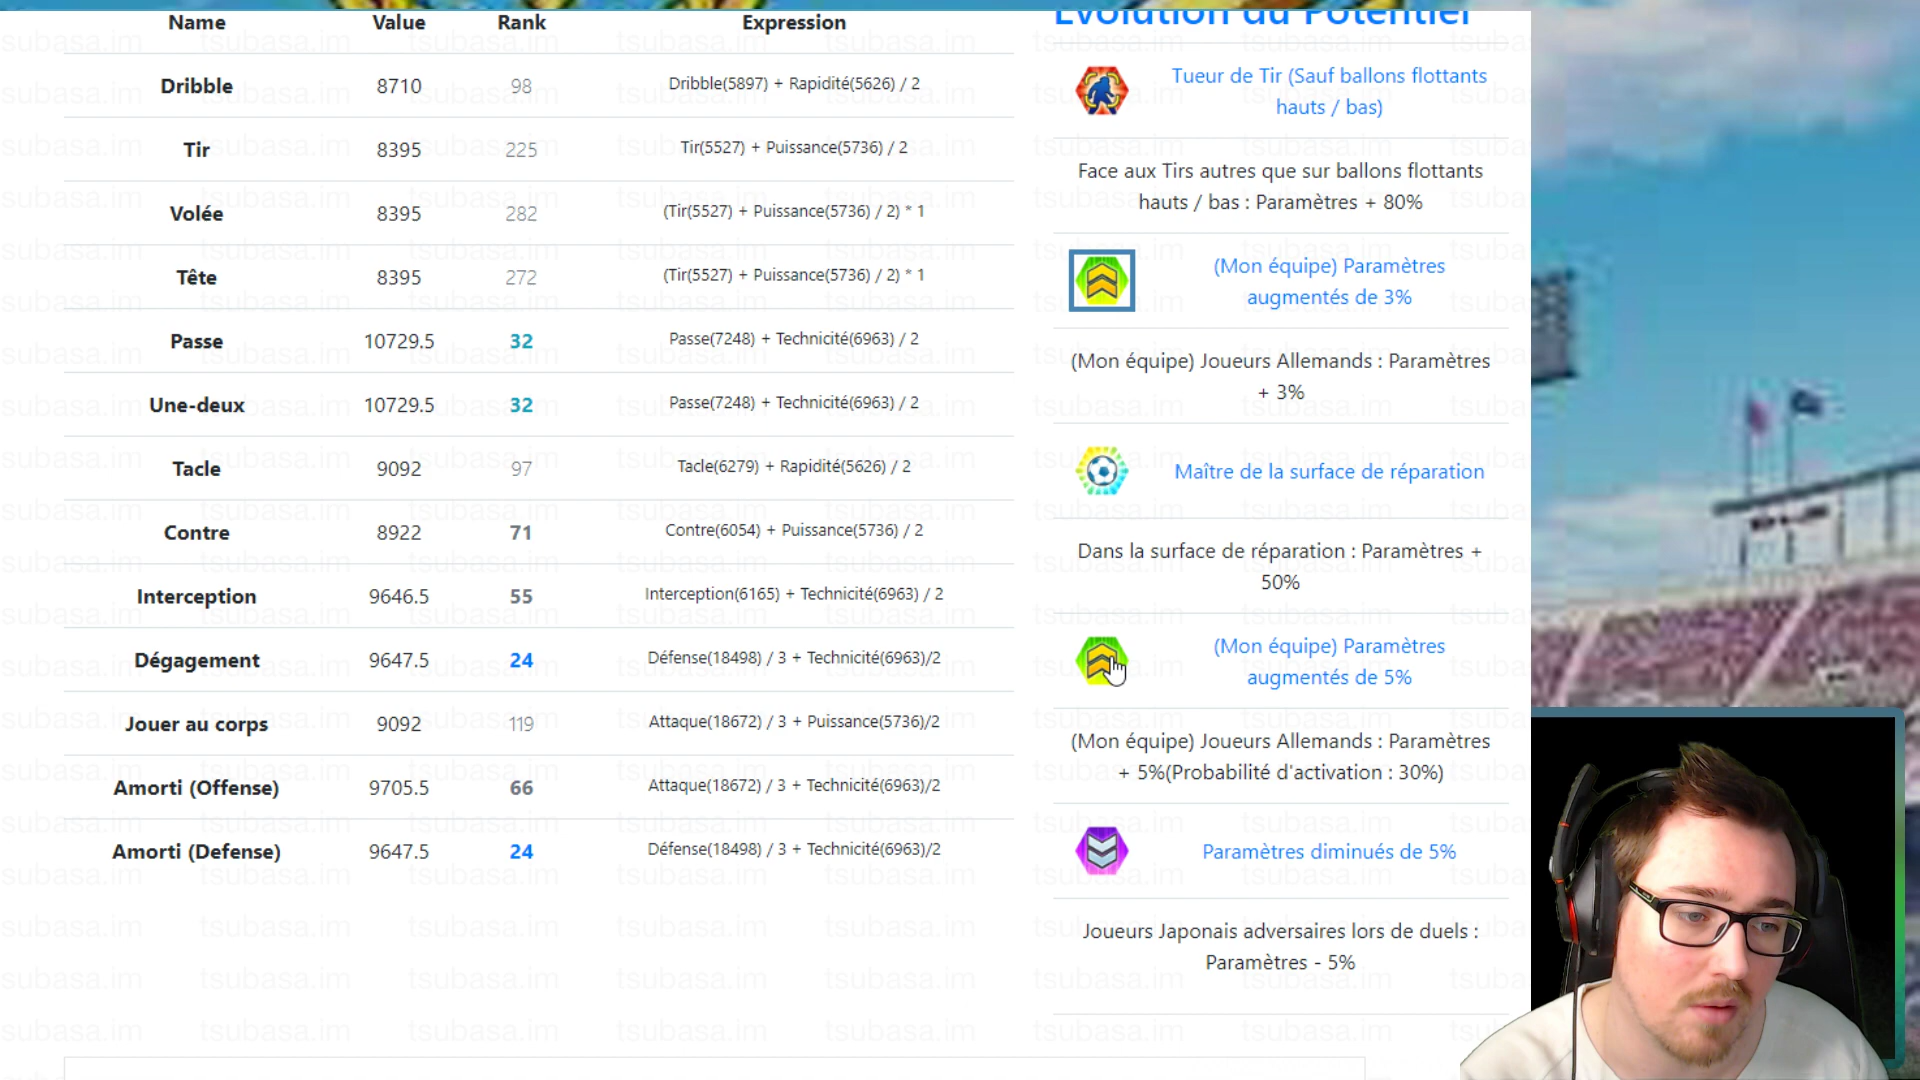 Name Value Rank Expression
Dribble 8710 98 Dribble(5897) + Rapidité(5626) / 2
Tir 8395 225 Tir(5527) + Puissance(5736) / 2
Volée 8395 282 (Tir(5527) + Puissance(5736) / 2) * 1
Tête 8395 272 (Tir(5527) + Puissance(5736) / 2) * 1
Passe 10729.5 32 Passe(7248) + Technicité(6963) / 2
Une-deux 10729.5 32 Passe(7248) + Technicité(6963) / 2
Tacle 9092 97 Tacle(6279) + Rapidité(5626) / 2
Contre 8922 71 Contre(6054) + Puissance(5736) / 2
Interception 9646.5 55 Interception(6165) + Technicité(6963) / 2
Dégagement 9647.5 24 Défense(18498) / 3 + Technicité(6963)/2
Jouer au corps 9092 119 Attaque(18672) / 3 + Puissance(5736)/2
Amorti (Offense) 9705.5 66 Attaque(18672) / 3 + Technicité(6963)/2
Amorti (Defense) 9647.5 24 Défense(18498) / 3 + Technicité(6963)/2
Evolution du Potentiel
Tueur de Tir (Sauf ballons flottants
hauts / bas)
Face aux Tirs autres que sur ballons flottants
hauts / bas : Paramètres + 80%
(Mon équipe) Paramètres
augmentés de 3%
(Mon équipe) Joueurs Allemands : Paramètres
+ 3%
Maître de la surface de réparation
Dans la surface de réparation : Paramètres +
50%
(Mon équipe) Paramètres
augmentés de 5%
(Mon équipe) Joueurs Allemands : Paramètres
+ 5%(Probabilité d'activation : 30%)
Paramètres diminués de 5%
Joueurs Japonais adversaires lors de duels :
Paramètres - 5%
tsubasa.im